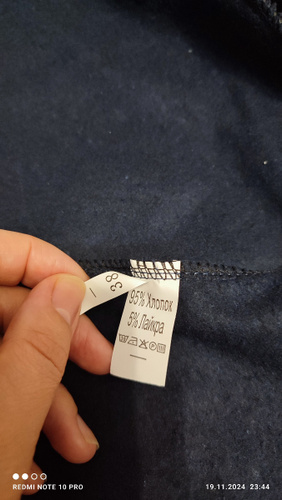 38
95% Хлопок
5% Лайкра
REDMI NOTE 10 PRO
19.11.2024 23:44